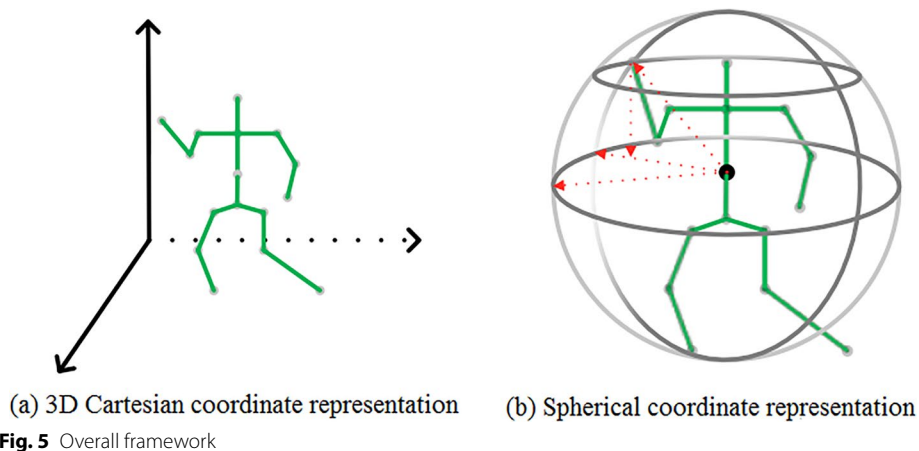 (a) 3D Cartesian coordinate representation
(b) Spherical coordinate representation
Fig. 5 Overall framework